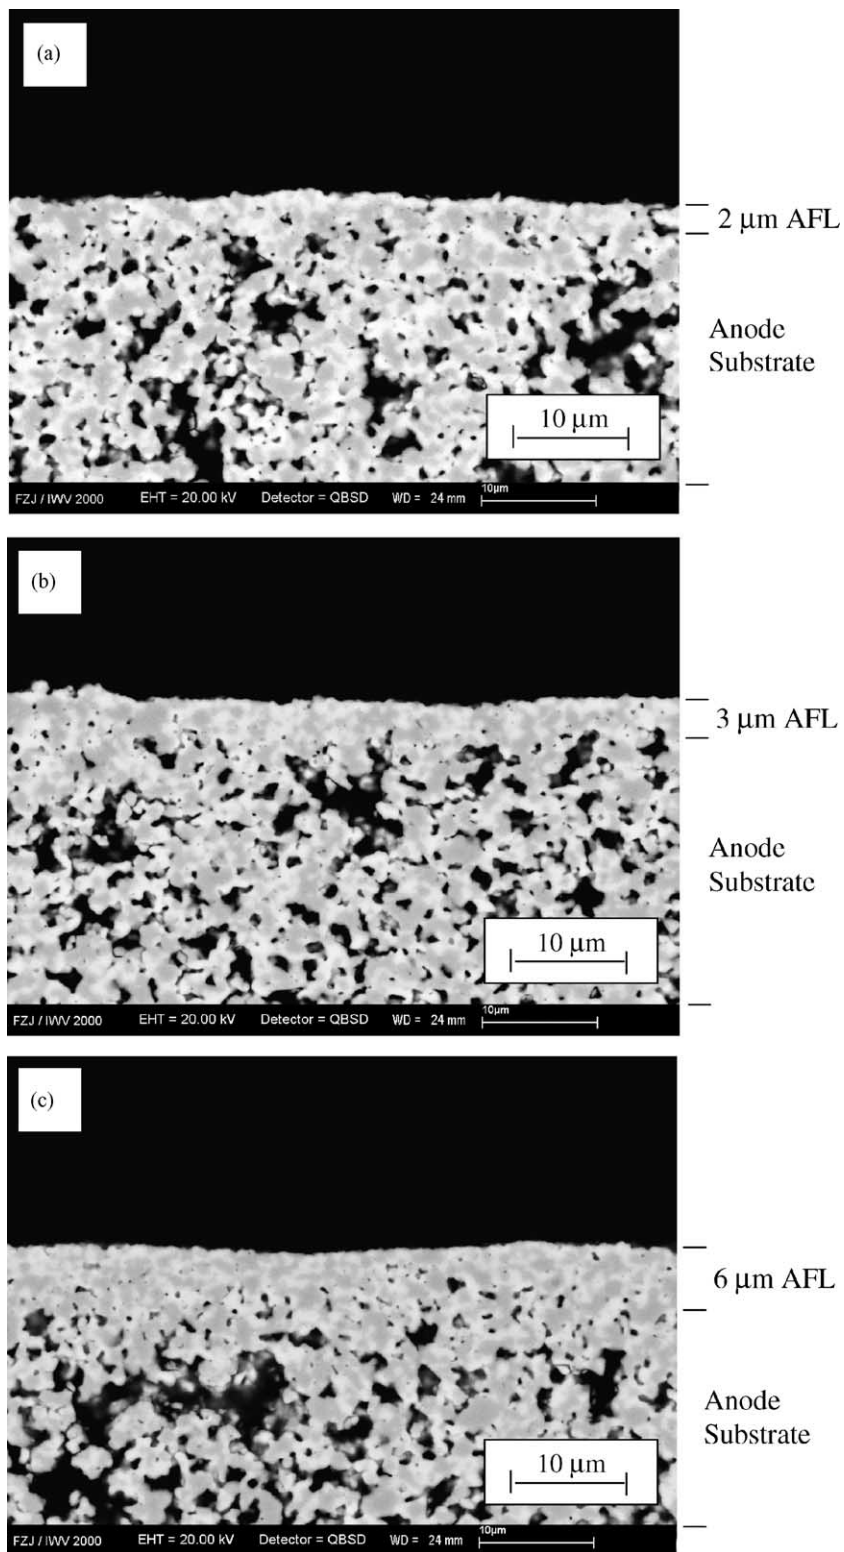 (a)
2 μm AFL
Anode
Substrate
10 μm
10μm
FZJ / IWV 2000 EHT = 20.00 kV Detector = QBSD WD = 24 mm
(b)
3 μm AFL
Anode
Substrate
10 μm
10μm
FZJ / IWV 2000 EHT = 20.00 kV Detector = QBSD WD = 24 mm
(c)
6 μm AFL
Anode
Substrate
10 μm
10μm
FZJ / IWV 2000 EHT = 20.00 kV Detector = QBSD WD = 24 mm